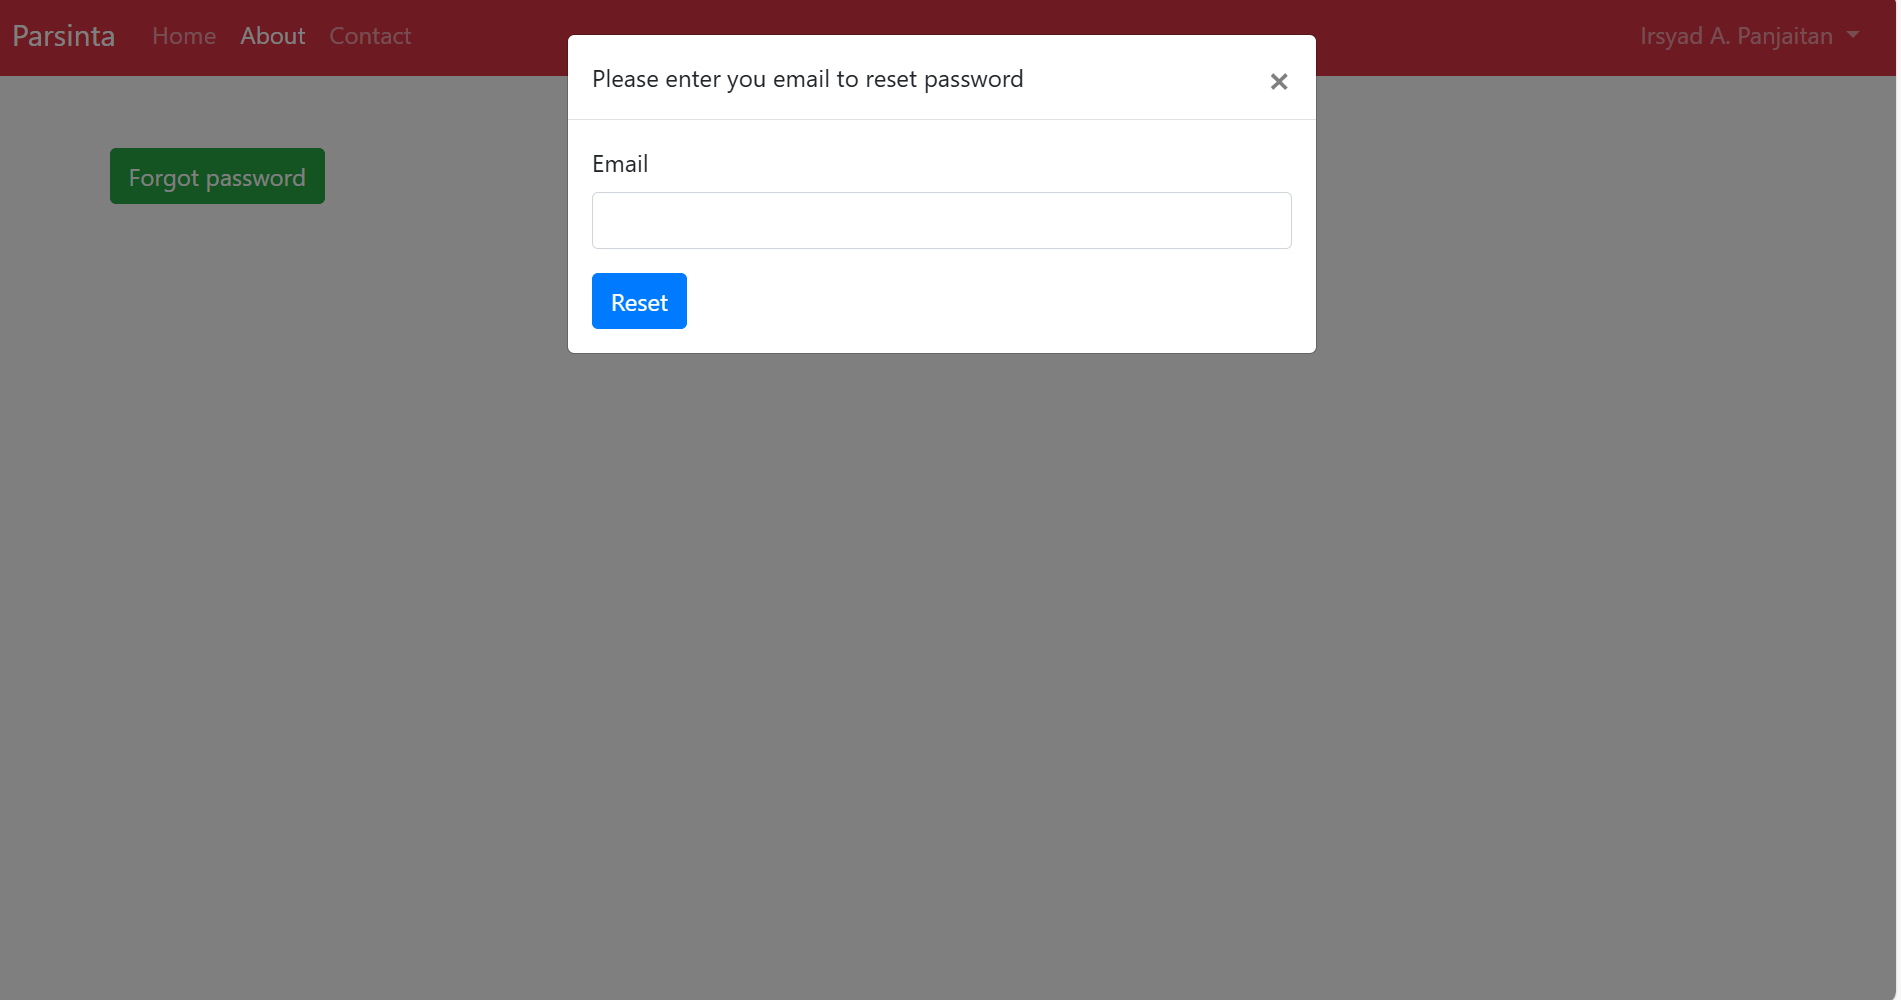 Parsinta Home About Contact Irsyad A. Panjaitan
Please enter you email to reset password ×
Email
Forgot password
Reset